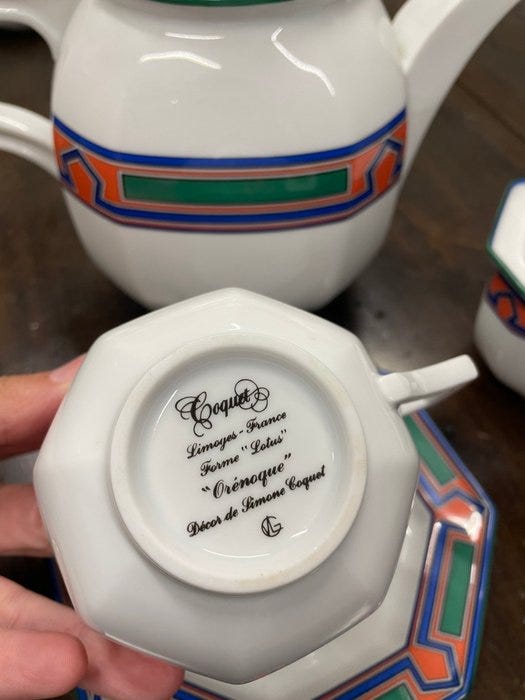 Coquet
Limoges - France
Forme "Lotus"
"Orénoque"
Décor de Simone Coquet